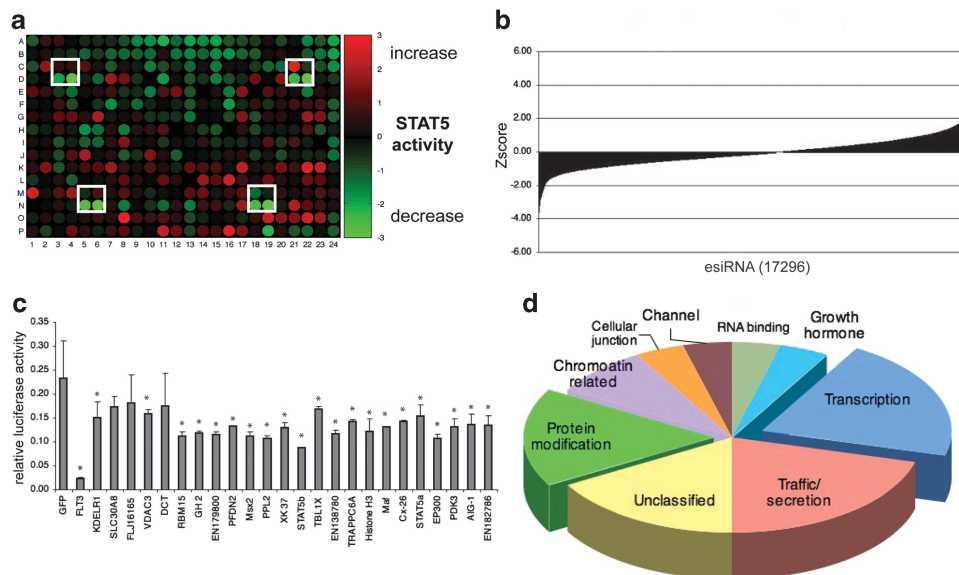 a
A
B
C
D
E
F
G
H
I
J
K
L
M
N
O
P
1 2 3 4 5 6 7 8 9 10 11 12 13 14 15 16 17 18 19 20 21 22 23 24
3
2
1
0
-1
-2
-3
increase
STAT5
activity
decrease
b
Zscore
6.00
4.00
2.00
0.00
-2.00
-4.00
-6.00
esiRNA (17296)
c
relative luciferase activity
0.35
0.30
0.25
0.20
0.15
0.10
0.05
0.00
* * * * * * * * * * * * * * * * * * * * * *
GFP
FLT3
KDELR1
SLC30A8
FLJ16165
VDAC3
DCT
RBM15
GH 2
EN179800
PFDN2
Msx2
PPL2
XK 37
STAT5b
TBL1X
EN138780
TRAPPC6A
Histone H3
Maf
Cx-26
STAT5a
EP300
PDK3
AIG-1
EN182786
d
Cellular
junction
Channel
RNA binding
Growth
hormone
Chromoatin
related
Transcription
Protein
modification
Unclassified
Traffic/
secretion